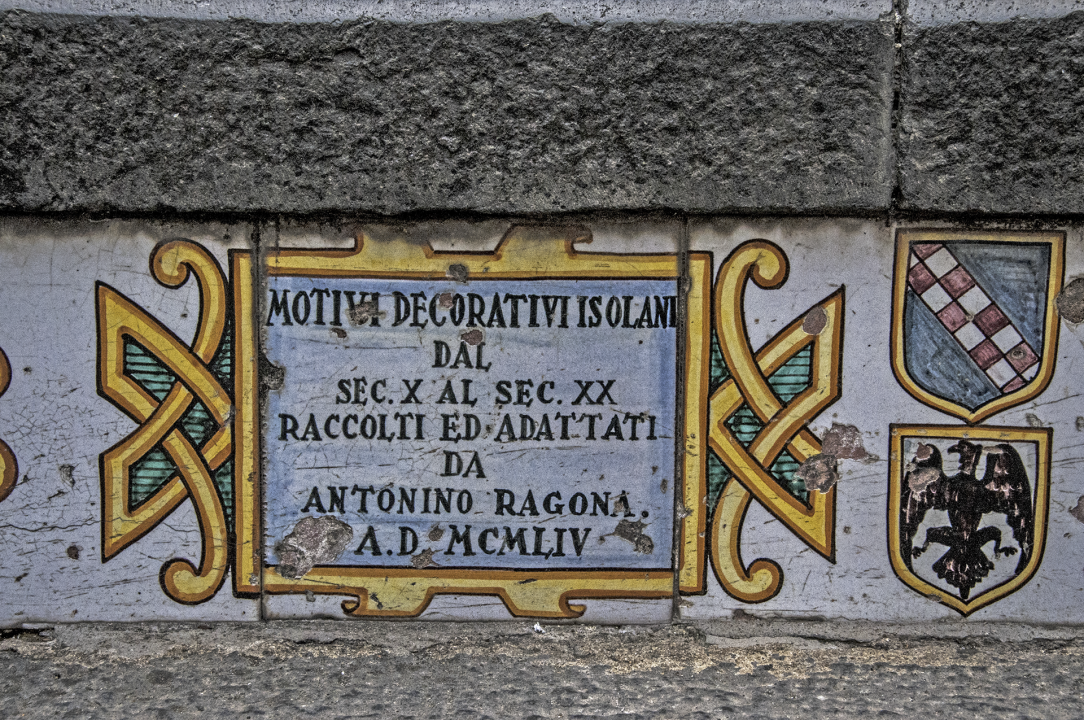 MOTIVI DECORATIVI ISOLANI
DAL
SEC. X AL SEC. XX
RACCOLTI ED ADATTATI
DA
ANTONINO RAGONA.
A.D MCMLIV